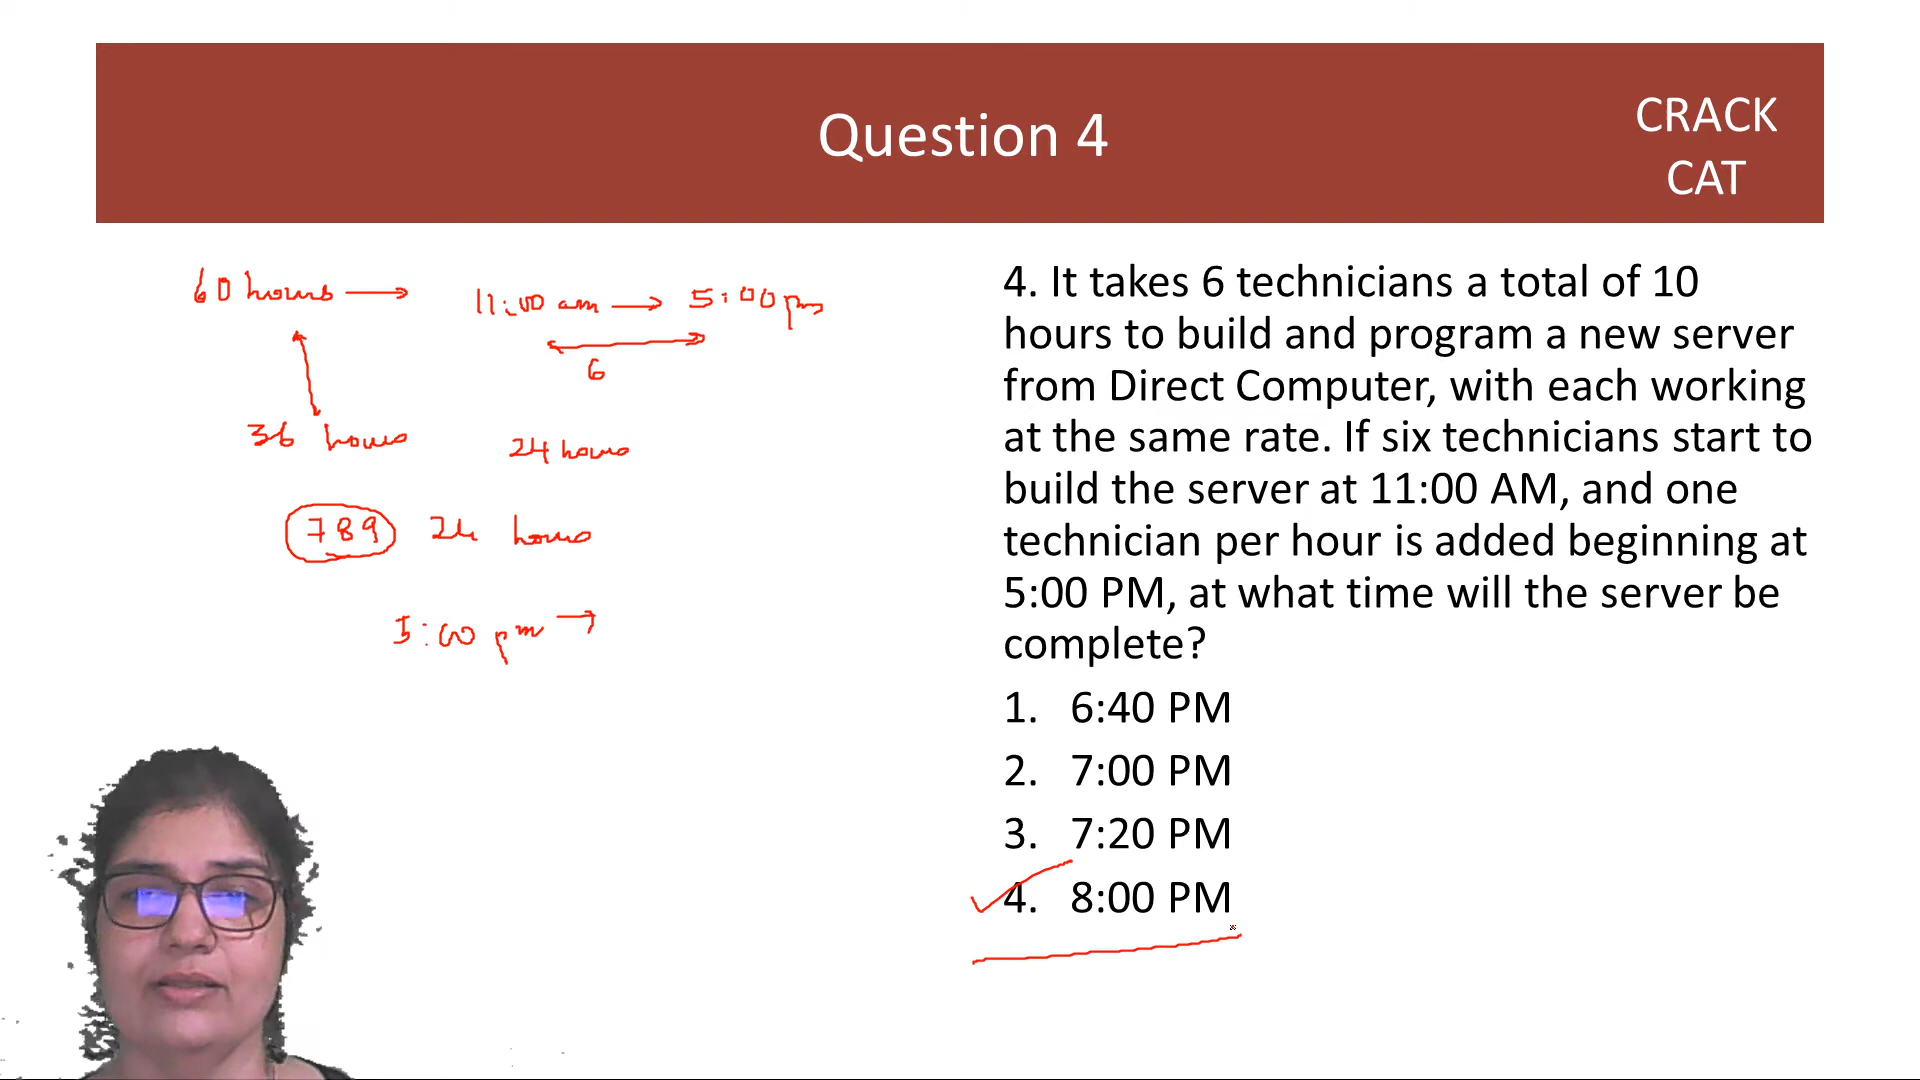 Question 4
CRACK
CAT
60 hours → 11:00 am → 5:00 pm
6
36 hours 24 hours
789 24 hours
5:00 pm →
4. It takes 6 technicians a total of 10
hours to build and program a new server
from Direct Computer, with each working
at the same rate. If six technicians start to
build the server at 11:00 AM, and one
technician per hour is added beginning at
5:00 PM, at what time will the server be
complete?
1. 6:40 PM
2. 7:00 PM
3. 7:20 PM
4. 8:00 PM